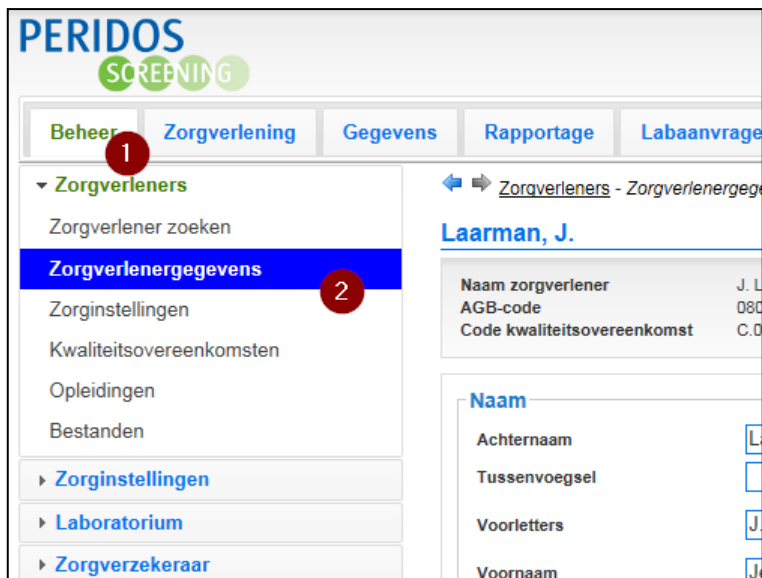 PERIDOS
SCREENING
Beheer Zorgverlening Gegevens Rapportage Labaanvrage
1
Zorgverleners
Zorgverlener zoeken
Zorgverlenergegevens
2
Zorginstellingen
Kwaliteitsovereenkomsten
Opleidingen
Bestanden
Zorginstellingen
Laboratorium
Zorgverzekeraar
Zorgverleners - Zorgverlenergege
Laarman, J.
Naam zorgverlener J. L
AGB-code 080
Code kwaliteitsovereenkomst C.0
Naam
Achternaam La
Tussenvoegsel
Voorletters J.
Voornaam Je